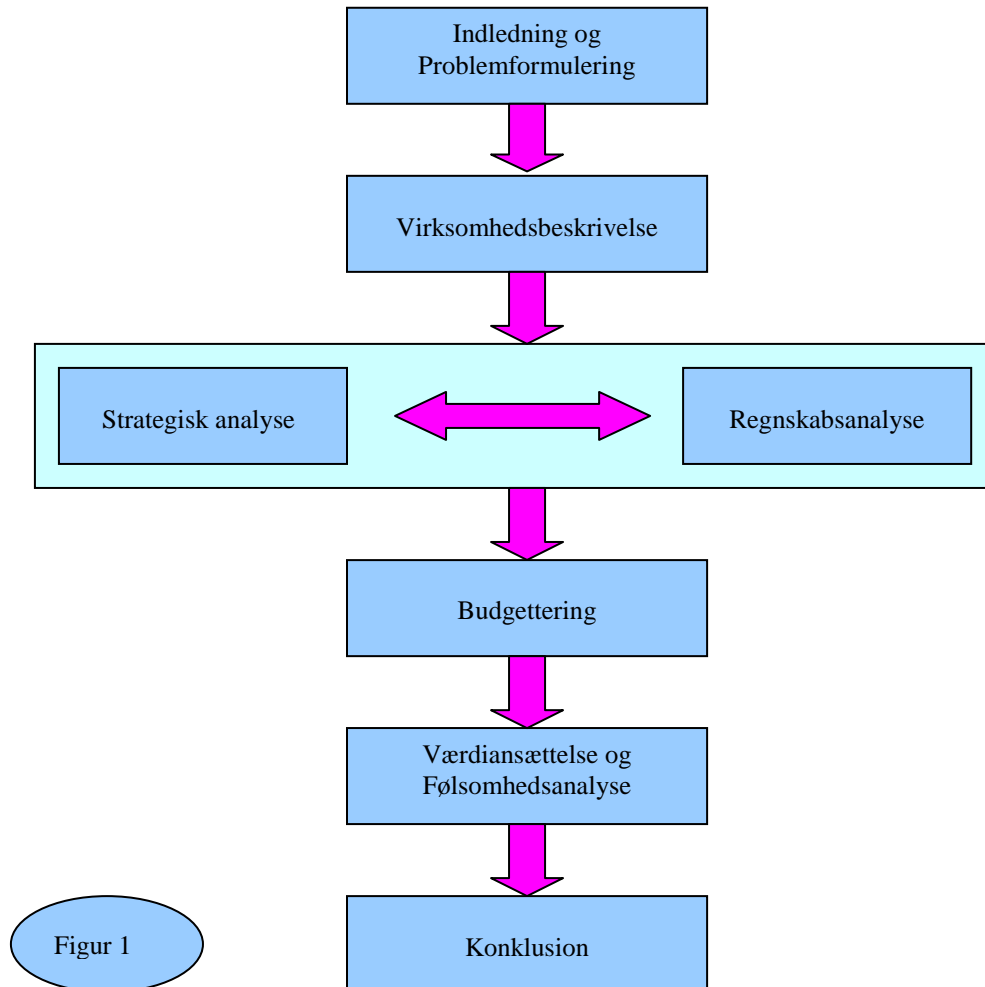 Indledning og
Problemformulering
Virksomhedsbeskrivelse
Strategisk analyse
Regnskabsanalyse
Budgettering
Værdiansættelse og
Følsomhedsanalyse
Figur 1
Konklusion